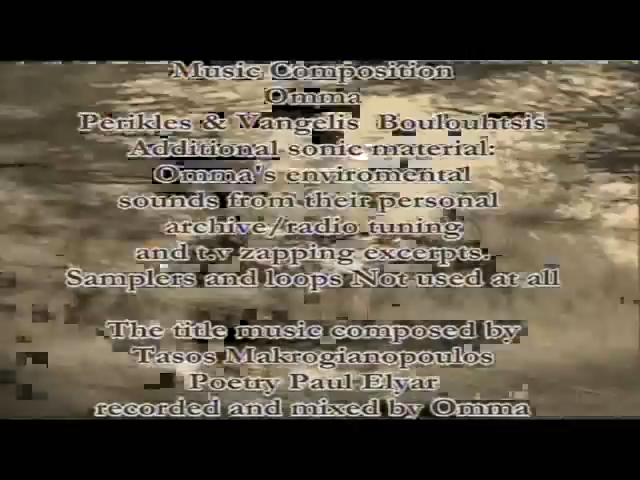 Music Composition
Omma
Perikles & Vangelis Boulouhtsis
Additional sonic material:
Omma's enviromental
sounds from their personal
archive/radio tuning
and t.v zapping excerpts.
Samplers and loops Not used at all
The title music composed by
Tasos Makrogianopoulos
Poetry Paul Elyar
recorded and mixed by Omma